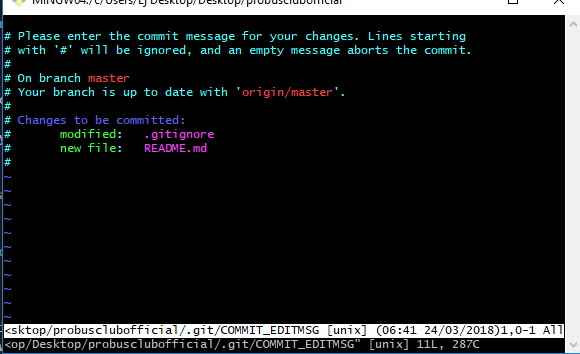 MINGW64:/c/Users/Ej Desktop/Desktop/probusclubofficial
# Please enter the commit message for your changes. Lines starting
# with '#' will be ignored, and an empty message aborts the commit.
#
# On branch master
# Your branch is up to date with 'origin/master'.
#
# Changes to be committed:
#       modified:   .gitignore
#       new file:   README.md
#
~
~
~
~
~
~
~
~
~
<sktop/probusclubofficial/.git/COMMIT_EDITMSG [unix] (06:41 24/03/2018)1,0-1 All
<op/Desktop/probusclubofficial/.git/COMMIT_EDITMSG" [unix] 11L, 287C